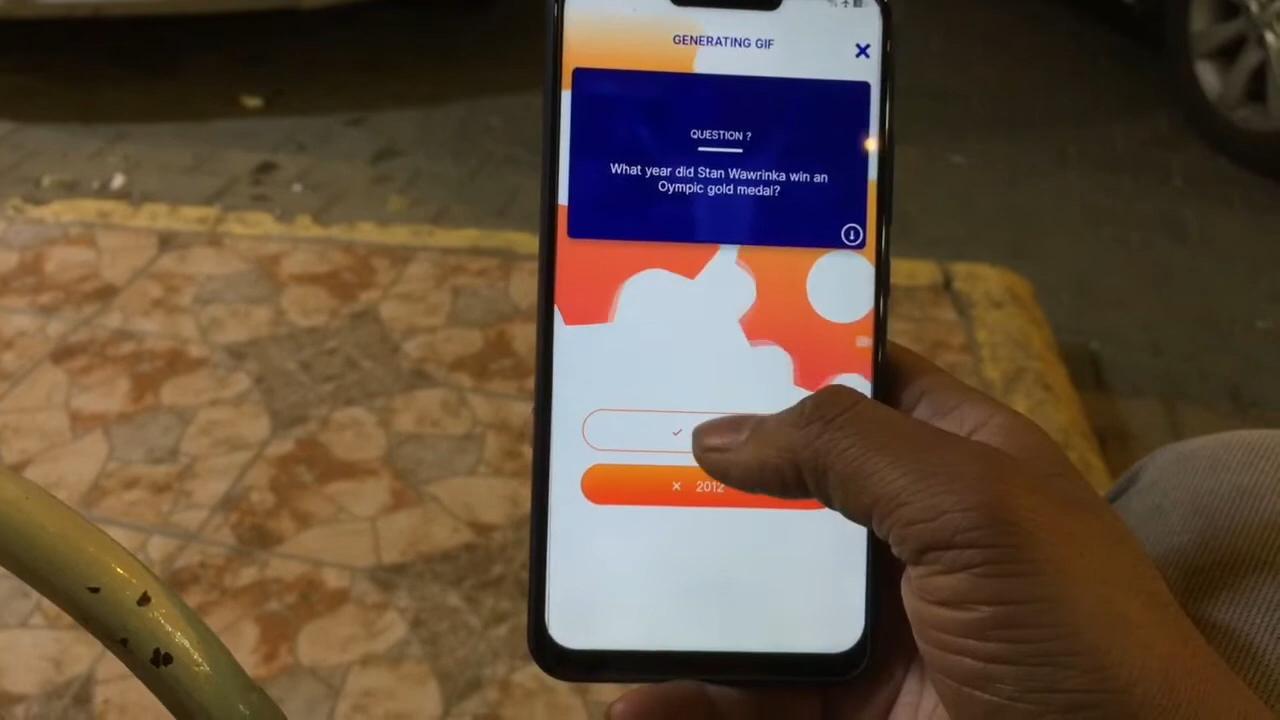 GENERATING GIF
QUESTION ?
What year did Stan Wawrinka win an
Oympic gold medal?
2012